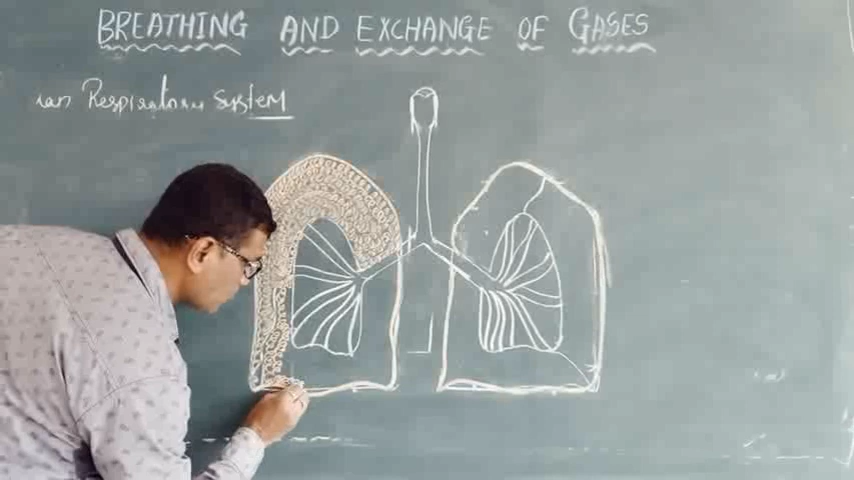 BREATHING AND EXCHANGE OF GASES
Respiratory System